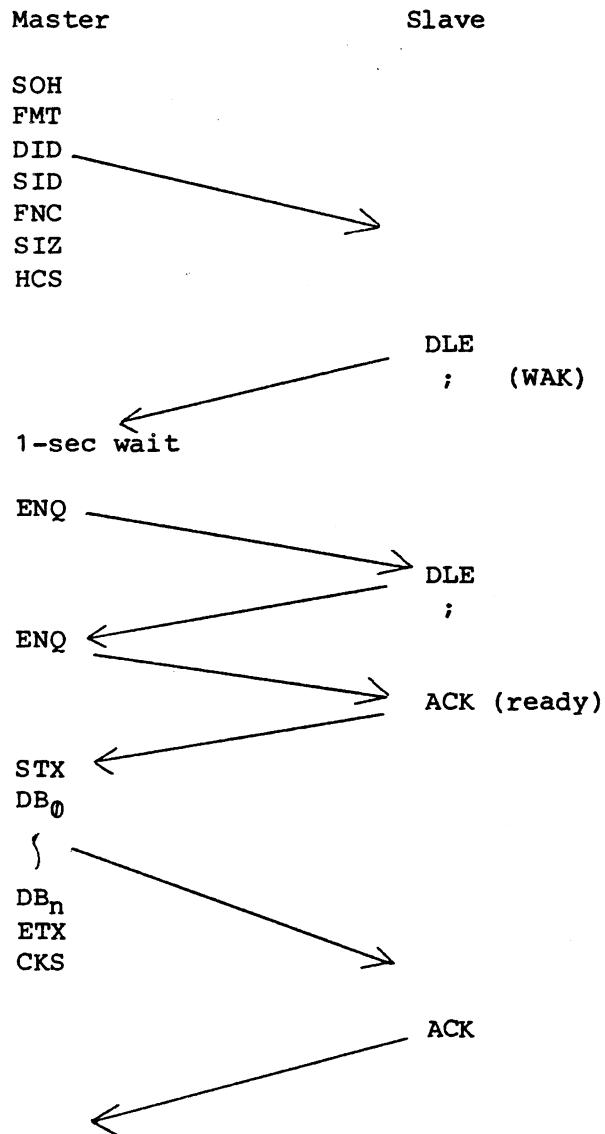 Master Slave
SOH
FMT
DID
SID
FNC
SIZ
HCS
DLE
; (WAK)
1-sec wait
ENQ
DLE
;
ENQ
ACK (ready)
STX
DB0
DBn
ETX
CKS
ACK